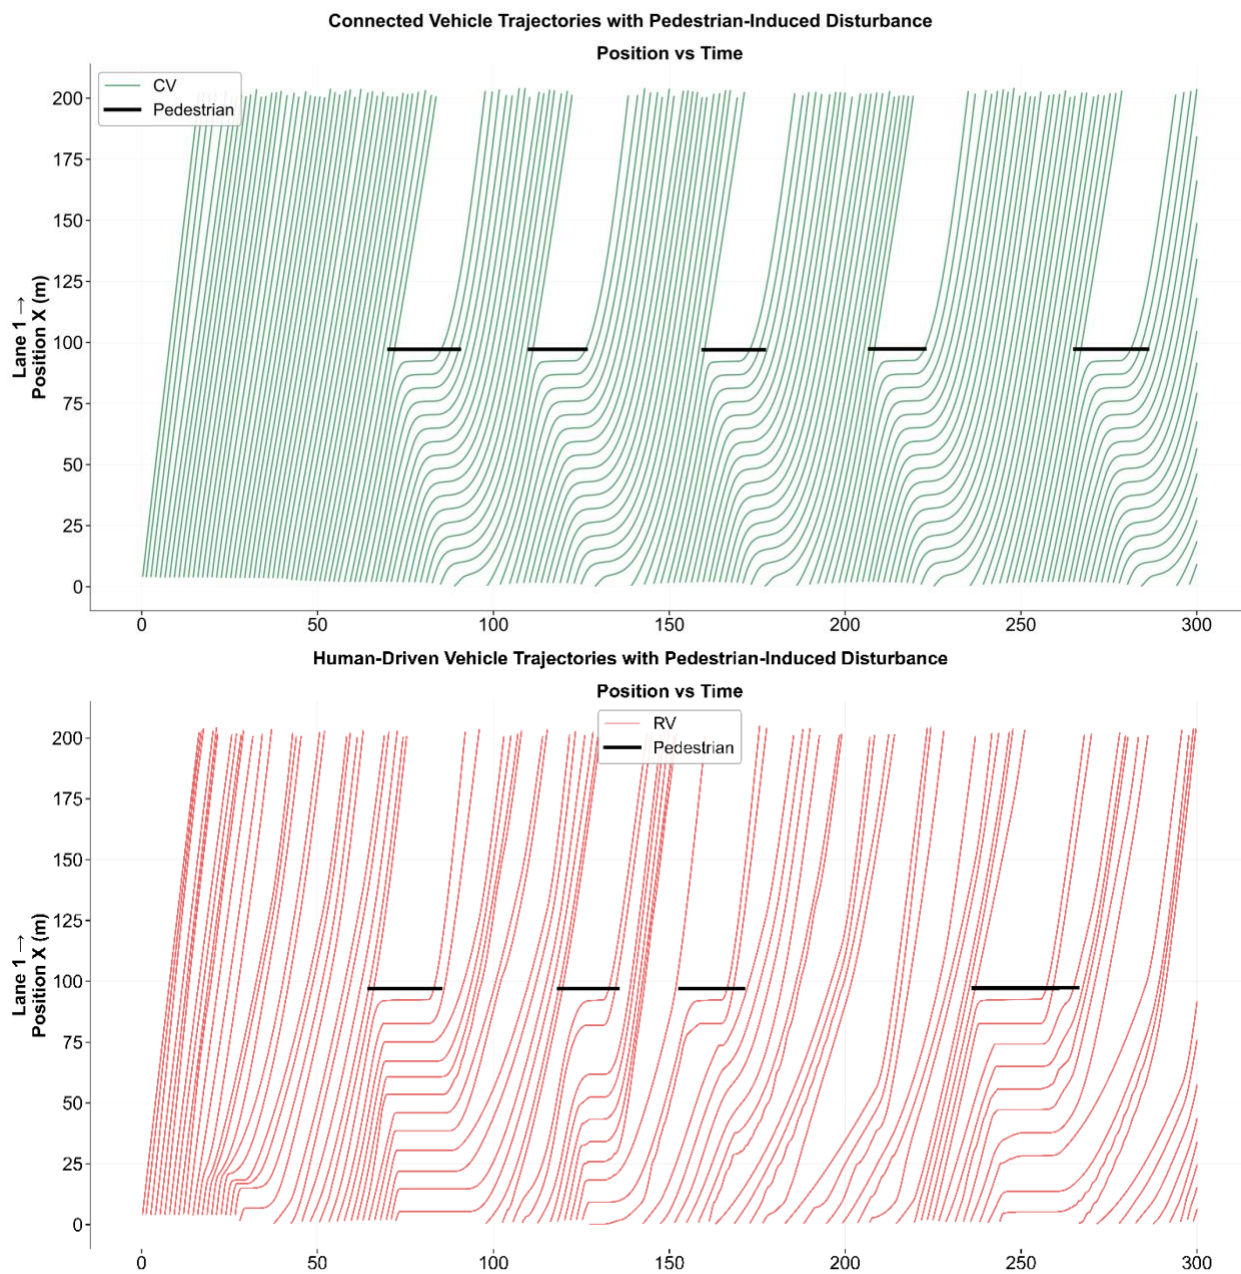 Connected Vehicle Trajectories with Pedestrian-Induced Disturbance
Position vs Time
CV
Pedestrian
Lane 1 →
Position X (m)
200
175
150
125
100
75
50
25
0
0 50 100 150 200 250 300
Human-Driven Vehicle Trajectories with Pedestrian-Induced Disturbance
Position vs Time
RV
Pedestrian
Lane 1 →
Position X (m)
200
175
150
125
100
75
50
25
0
0 50 100 150 200 250 300